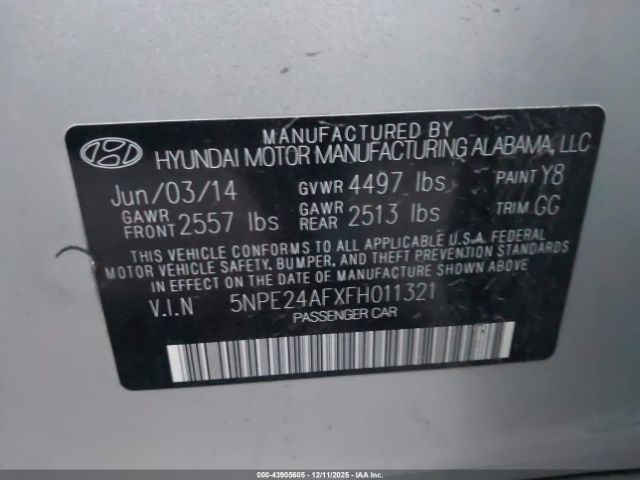 MANUFACTURED BY
HYUNDAI MOTOR MANUFACTURING ALABAMA, LLC
Jun/03/14 GVWR 4497 lbs PAINT Y8
GAWR FRONT 2557 lbs GAWR REAR 2513 lbs TRIM GG
THIS VEHICLE CONFORMS TO ALL APPLICABLE U.S.A. FEDERAL
MOTOR VEHICLE SAFETY, BUMPER, AND THEFT PREVENTION STANDARDS
IN EFFECT ON THE DATE OF MANUFACTURE SHOWN ABOVE.
V.I.N 5NPE24AFXFH011321
PASSENGER CAR
000-43905605 - 12/11/2025 - IAA Inc.